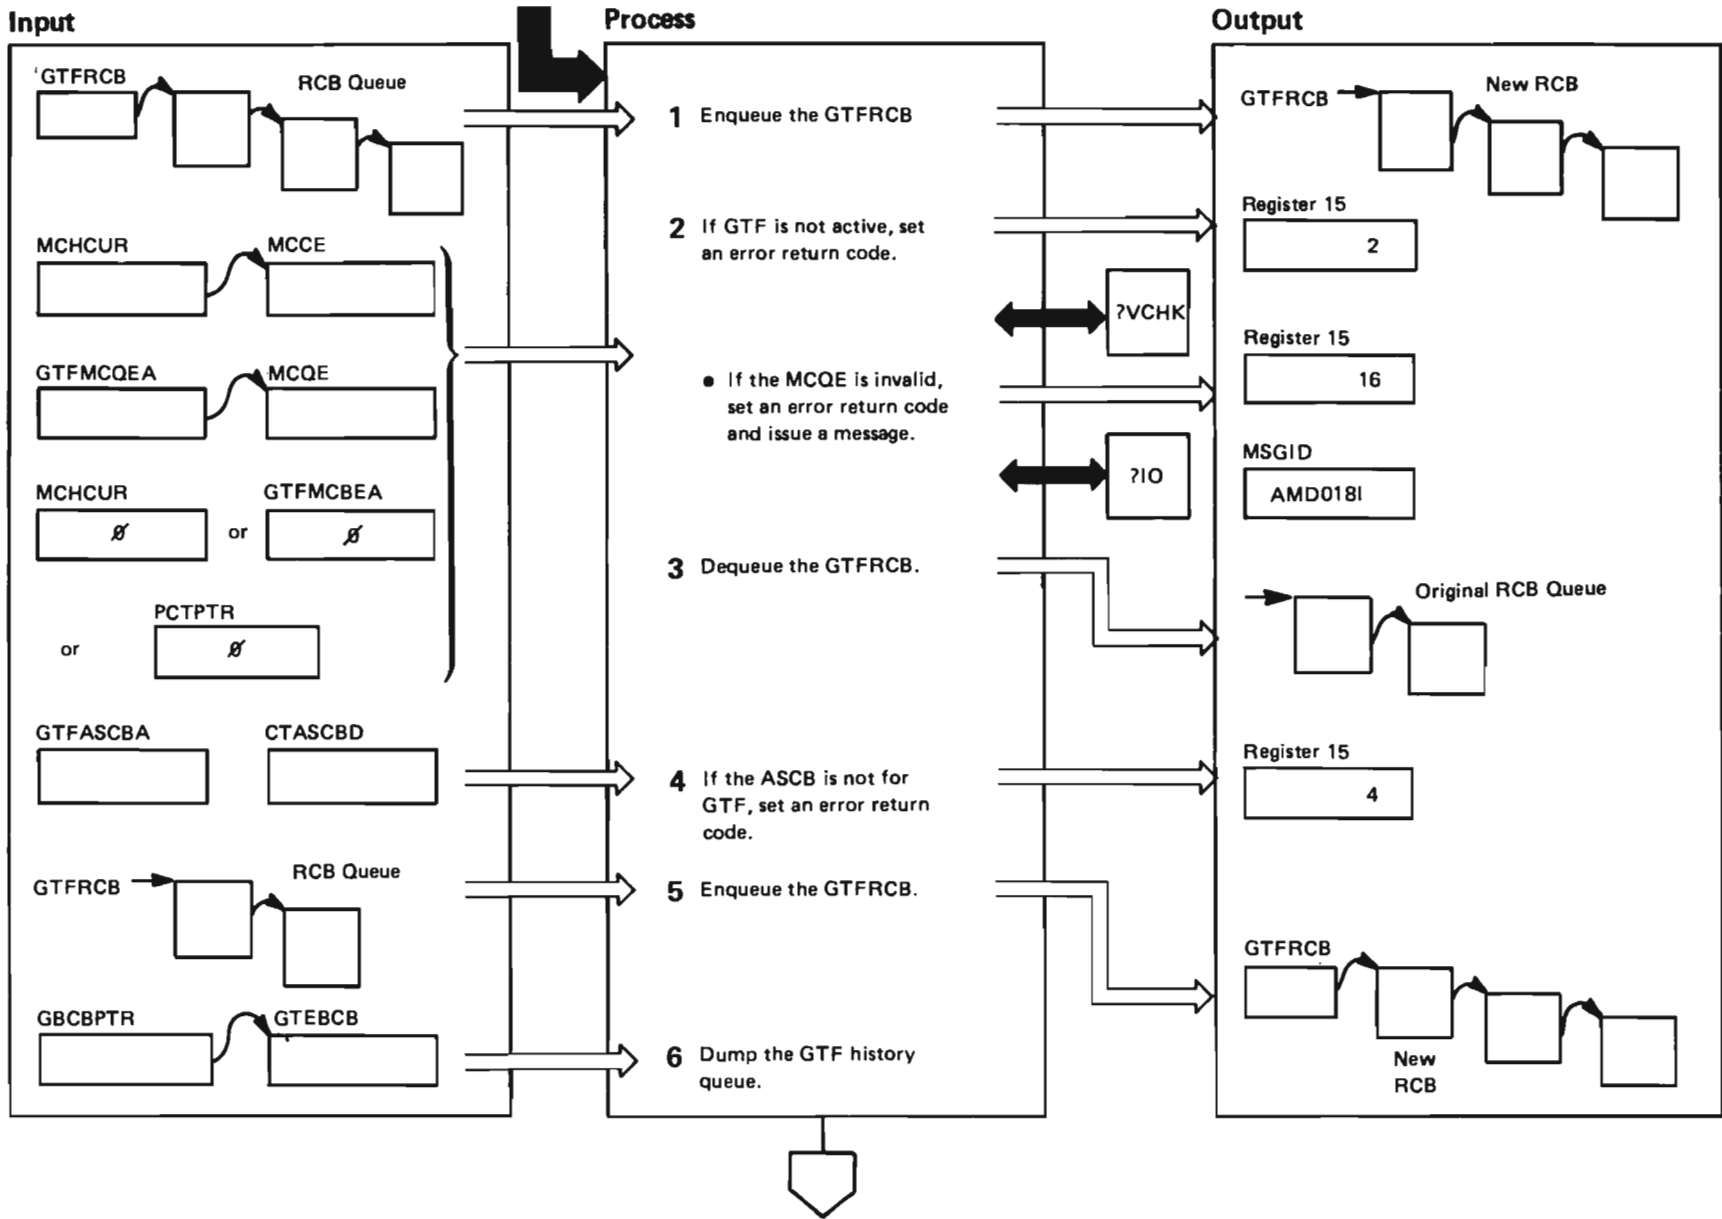 Input
'GTFRCB
RCB Queue
MCHCUR
MCCE
GTFMCQEA
MCQE
MCHCUR
GTFMCBEA
Ø
or
Ø
PCTPTR
or
Ø
GTFASCBA
CTASCBD
GTFRCB
RCB Queue
GBCBPTR
GTEBCB
Process
1 Enqueue the GTFRCB
2 If GTF is not active, set
an error return code.
?VCHK
● If the MCQE is invalid,
set an error return code
and issue a message.
?IO
3 Dequeue the GTFRCB.
4 If the ASCB is not for
GTF, set an error return
code.
5 Enqueue the GTFRCB.
6 Dump the GTF history
queue.
Output
GTFRCB
New RCB
Register 15
2
Register 15
16
MSGID
AMD018I
Original RCB Queue
Register 15
4
GTFRCB
New
RCB